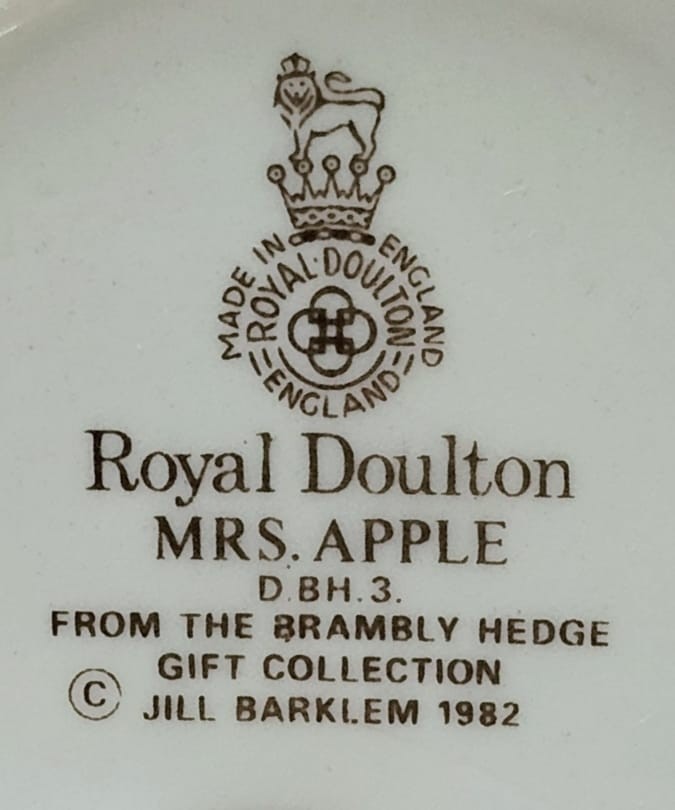 MADE IN ENGLAND
ROYAL·DOULTON
ENGLAND
Royal Doulton
MRS. APPLE
D.BH.3.
FROM THE BRAMBLY HEDGE
GIFT COLLECTION
© JILL BARKLEM 1982